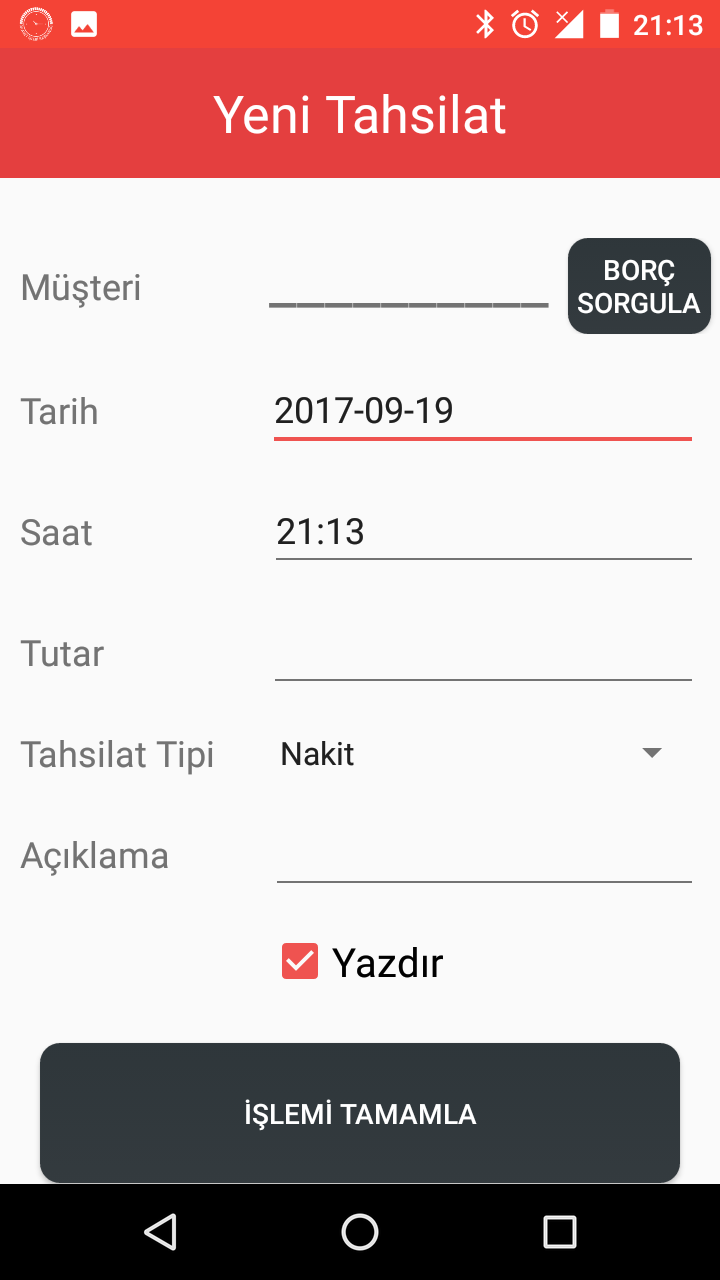 21:13
Yeni Tahsilat
Müşteri
__________
BORÇ
SORGULA
Tarih
2017-09-19
Saat
21:13
Tutar
Tahsilat Tipi
Nakit
Açıklama
Yazdır
İŞLEMİ TAMAMLA